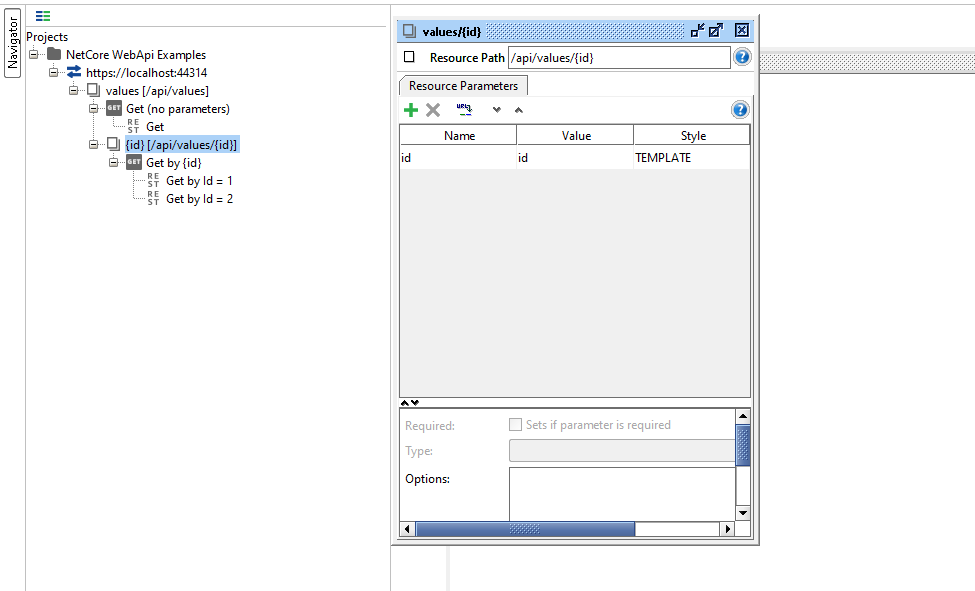 Navigator
Projects
NetCore WebApi Examples
https://localhost:44314
values [/api/values]
GET Get (no parameters)
REST Get
{id} [/api/values/{id}]
GET Get by {id}
REST Get by Id = 1
REST Get by Id = 2
values/{id}
Resource Path /api/values/{id}
?
Resource Parameters
URL
?
Name Value Style
id id TEMPLATE
Required: Sets if parameter is required
Type:
Options: